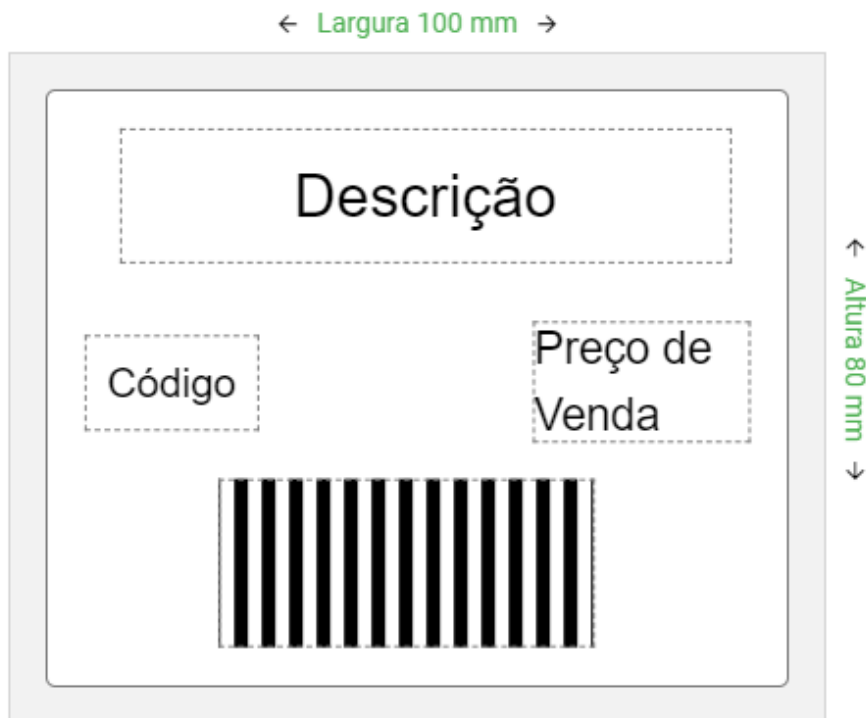 ← Largura 100 mm →
Descrição
↑ Altura 80 mm ↓
Código
Preço de
Venda